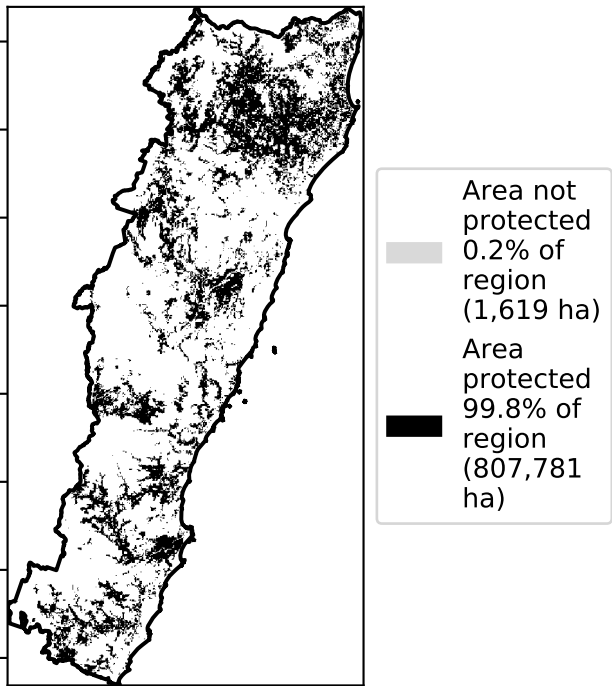 Area not
protected
0.2% of
region
(1,619 ha)
Area
protected
99.8% of
region
(807,781
ha)